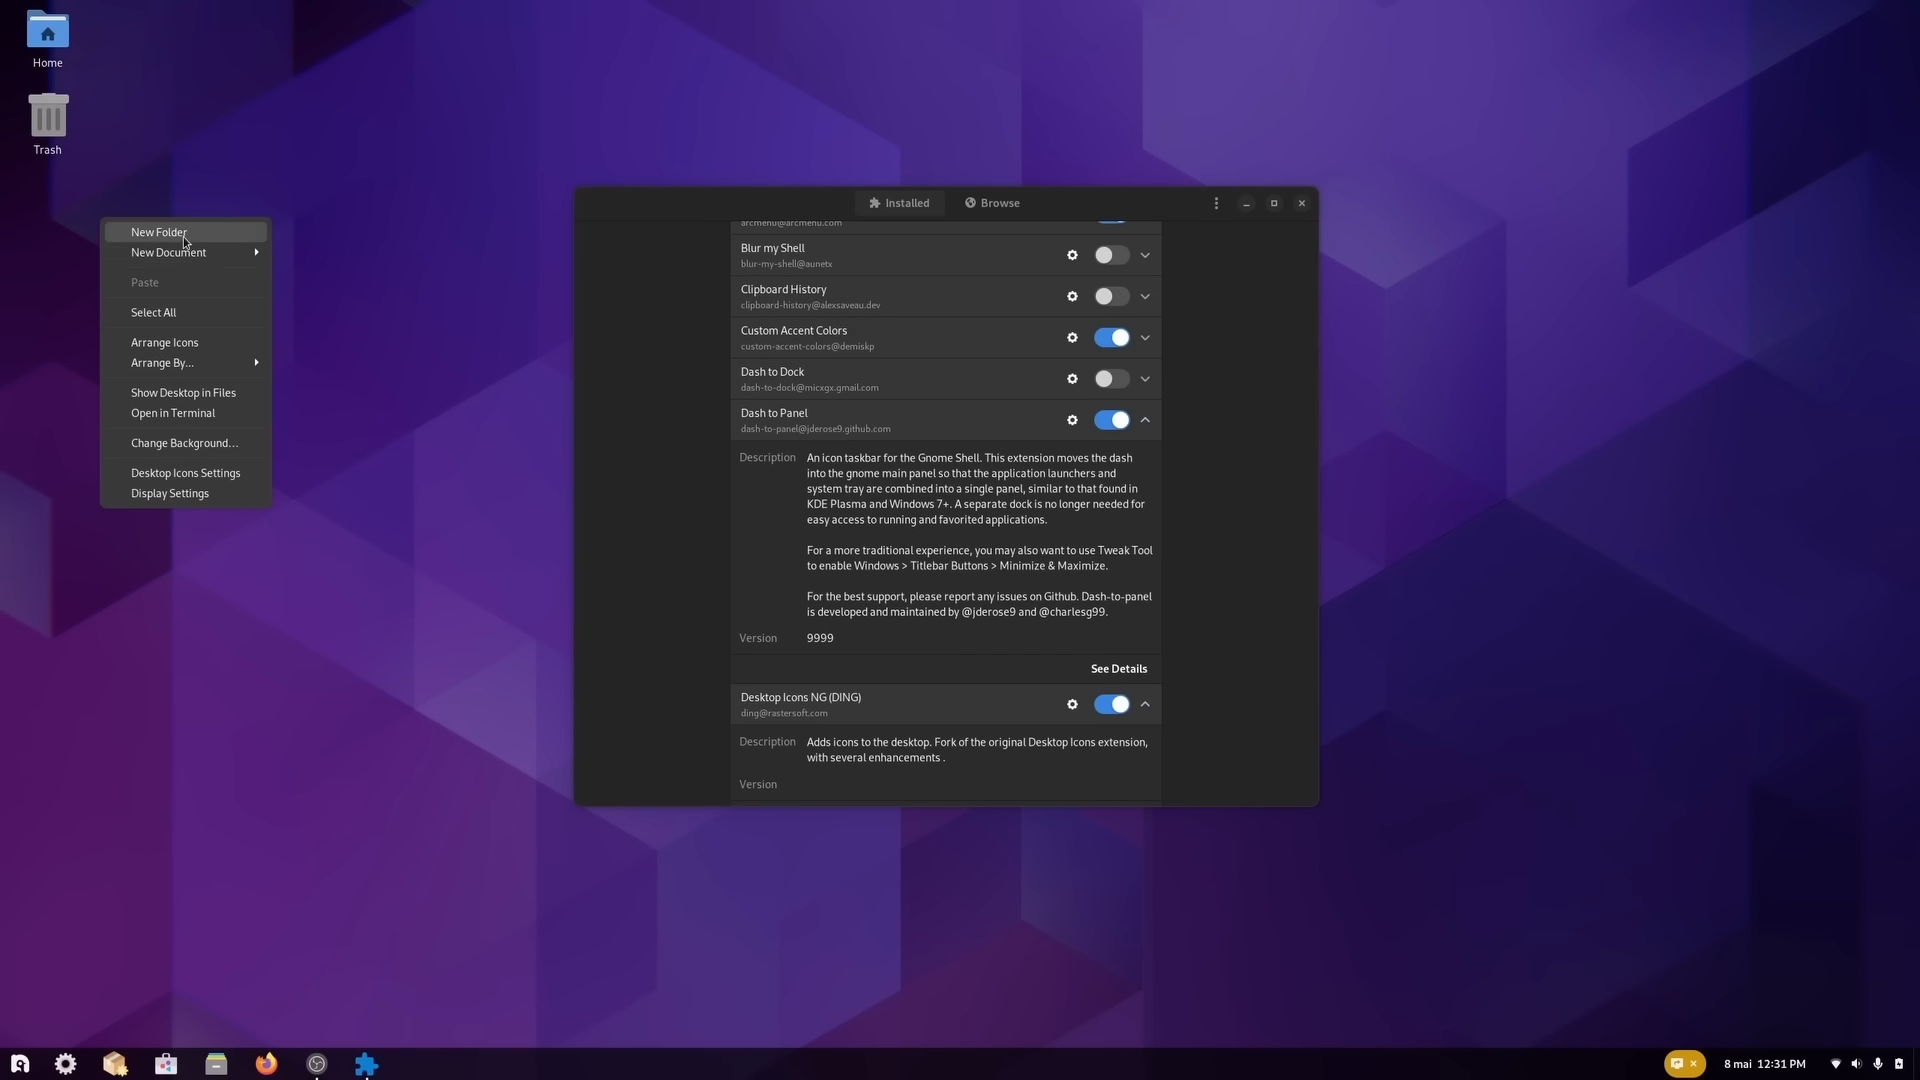 Home
Trash
New Folder
New Document
Paste
Select All
Arrange Icons
Arrange By...
Show Desktop in Files
Open in Terminal
Change Background...
Desktop Icons Settings
Display Settings
Installed
Browse
arcmenu@arcmenu.com
Blur my Shell
blur-my-shell@aunetx
Clipboard History
clipboard-history@alexsaveau.dev
Custom Accent Colors
custom-accent-colors@demiskp
Dash to Dock
dash-to-dock@micxgx.gmail.com
Dash to Panel
dash-to-panel@jderose9.github.com
Description
An icon taskbar for the Gnome Shell. This extension moves the dash
into the gnome main panel so that the application launchers and
system tray are combined into a single panel, similar to that found in
KDE Plasma and Windows 7+. A separate dock is no longer needed for
easy access to running and favorited applications.
For a more traditional experience, you may also want to use Tweak Tool
to enable Windows > Titlebar Buttons > Minimize & Maximize.
For the best support, please report any issues on Github. Dash-to-panel
is developed and maintained by @jderose9 and @charlesg99.
Version 9999
See Details
Desktop Icons NG (DING)
ding@rastersoft.com
Description
Adds icons to the desktop. Fork of the original Desktop Icons extension,
with several enhancements .
Version
8 mai 12:31 PM